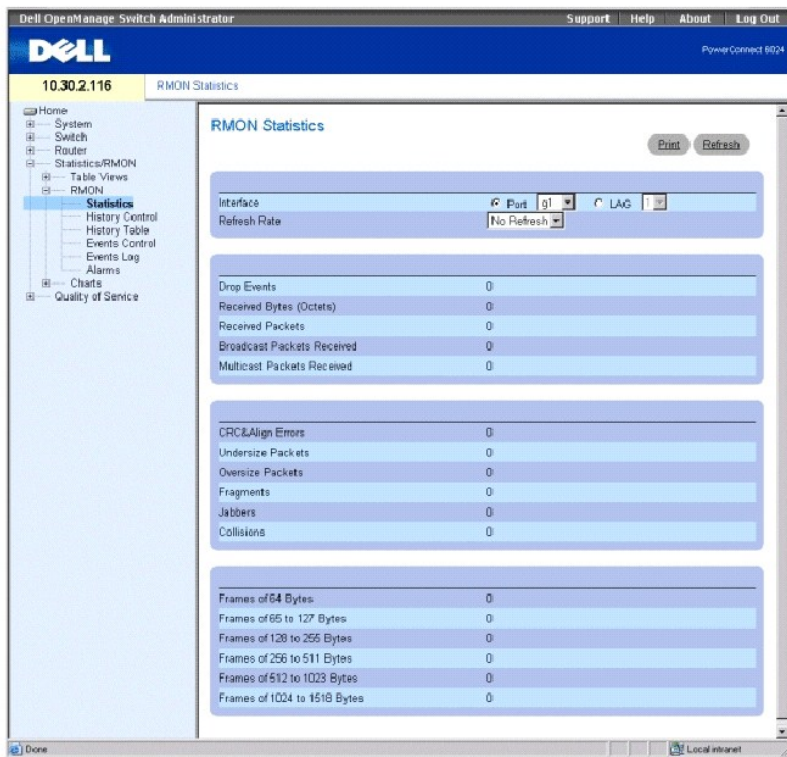 Dell OpenManage Switch Administrator Support Help About Log Out
DELL
PowerConnect 6024
10.30.2.116 RMON Statistics
Home
System
Switch
Router
Statistics/RMON
Table Views
RMON
Statistics
History Control
History Table
Events Control
Events Log
Alarms
Charts
Quality of Service
RMON Statistics
Print Refresh
Interface Port g1 LAG 1
Refresh Rate No Refresh
Drop Events 0
Received Bytes (Octets) 0
Received Packets 0
Broadcast Packets Received 0
Multicast Packets Received 0
CRC&Align Errors 0
Undersize Packets 0
Oversize Packets 0
Fragments 0
Jabbers 0
Collisions 0
Frames of 64 Bytes 0
Frames of 65 to 127 Bytes 0
Frames of 128 to 255 Bytes 0
Frames of 256 to 511 Bytes 0
Frames of 512 to 1023 Bytes 0
Frames of 1024 to 1518 Bytes 0
Done Local intranet